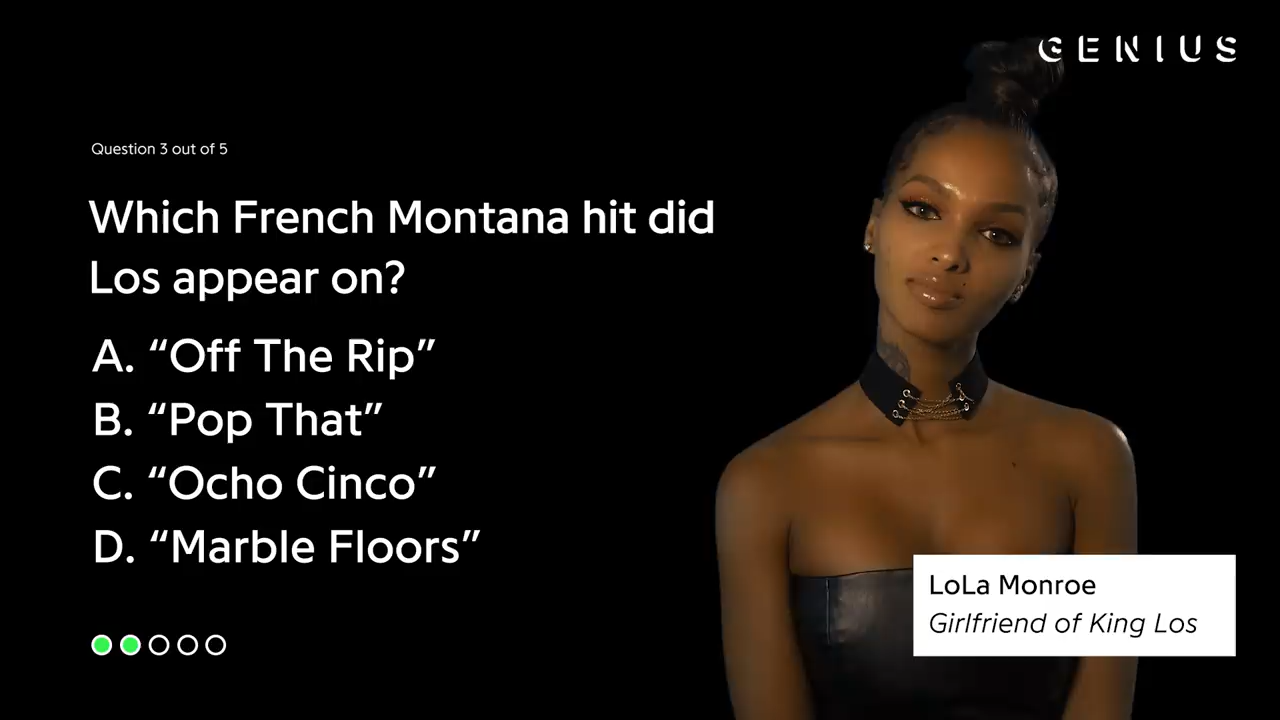 GENIUS
Question 3 out of 5
Which French Montana hit did
Los appear on?
A. “Off The Rip”
B. “Pop That”
C. “Ocho Cinco”
D. “Marble Floors”
LoLa Monroe
Girlfriend of King Los